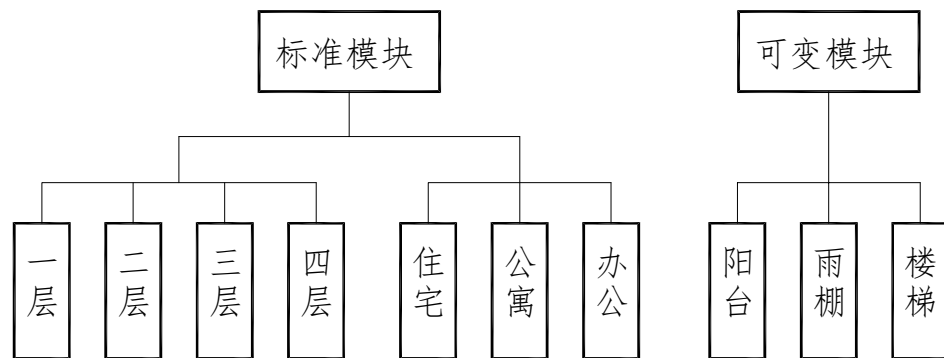 标准模块
可变模块
一层
二层
三层
四层
住宅
公寓
办公
阳台
雨棚
楼梯